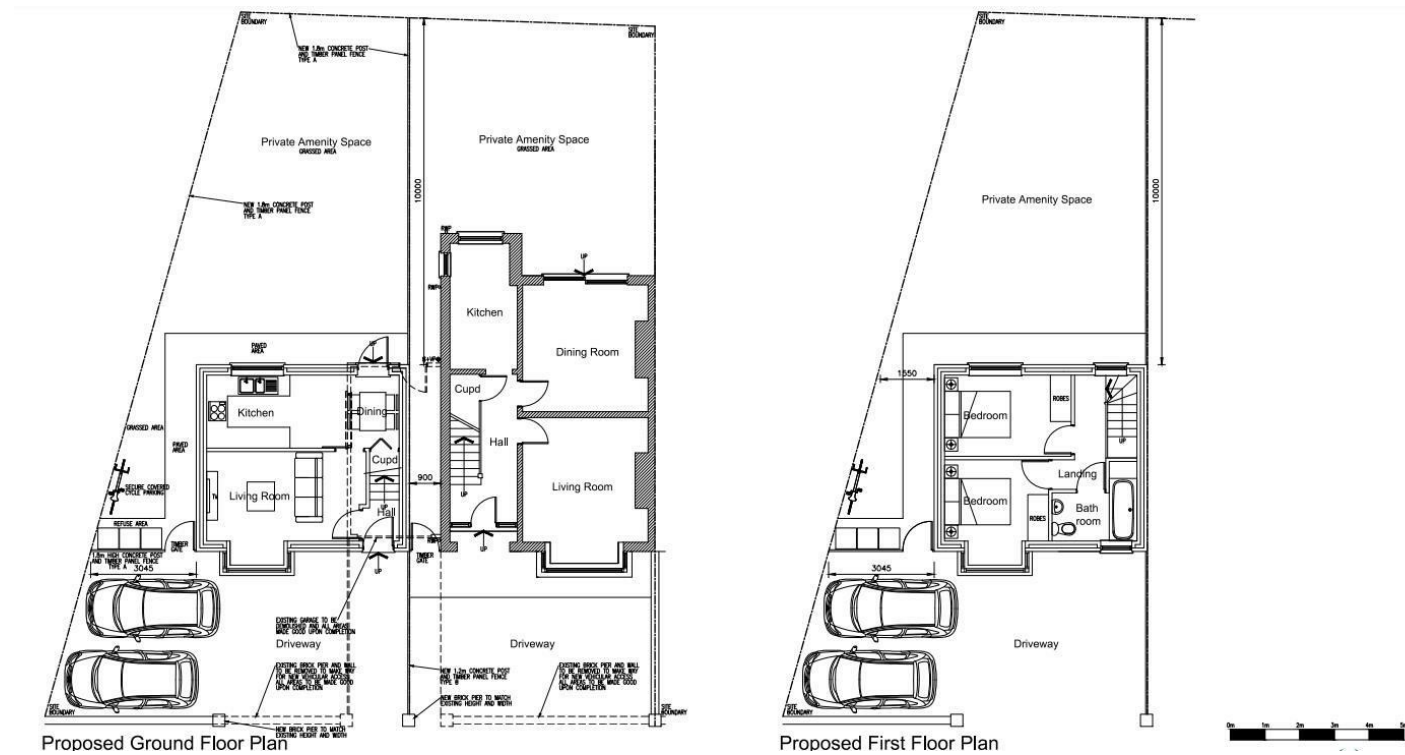 SITE
BOUNDARY
NEW 1.8m CONCRETE POST
AND TIMBER PANEL FENCE
TYPE A
SITE
BOUNDARY
Private Amenity Space
GRASSED AREA
Private Amenity Space
GRASSED AREA
10000
NEW 1.8m CONCRETE POST
AND TIMBER PANEL FENCE
TYPE A
RWP
UP
Kitchen
Dining Room
PAVED
AREA
UP
Kitchen
Dining
Cupd
GRASSED AREA
PAVED
AREA
Hall
Cupd
SECURE COVERED
CYCLE PARKING
TV
Living Room
900
UP
Living Room
UP
Hall
REFUSE AREA
TIMBER
GATE
1.8m HIGH CONCRETE POST
AND TIMBER PANEL FENCE
TYPE A
3045
UP
TIMBER
GATE
UP
EXISTING GARAGE TO BE
DEMOLISHED AND ALL AREAS
MADE GOOD UPON COMPLETION
Driveway
Driveway
EXISTING BRICK PIER AND WALL
TO BE REMOVED TO MAKE WAY
FOR NEW VEHICULAR ACCESS
ALL AREAS TO BE MADE GOOD
UPON COMPLETION
NEW 1.2m CONCRETE POST
AND TIMBER PANEL FENCE
TYPE B
EXISTING BRICK PIER AND WALL
TO BE REMOVED TO MAKE WAY
FOR NEW VEHICULAR ACCESS
ALL AREAS TO BE MADE GOOD
UPON COMPLETION
NEW BRICK PIER TO MATCH
EXISTING HEIGHT AND WIDTH
SITE
BOUNDARY
SITE
BOUNDARY
NEW BRICK PIER TO MATCH
EXISTING HEIGHT AND WIDTH
Proposed Ground Floor Plan
SITE
BOUNDARY
Private Amenity Space
10000
1550
Bedroom
ROBES
UP
Landing
Bedroom
ROBES
Bath
room
3045
Driveway
SITE
BOUNDARY
Proposed First Floor Plan
0m 1m 2m 3m 4m